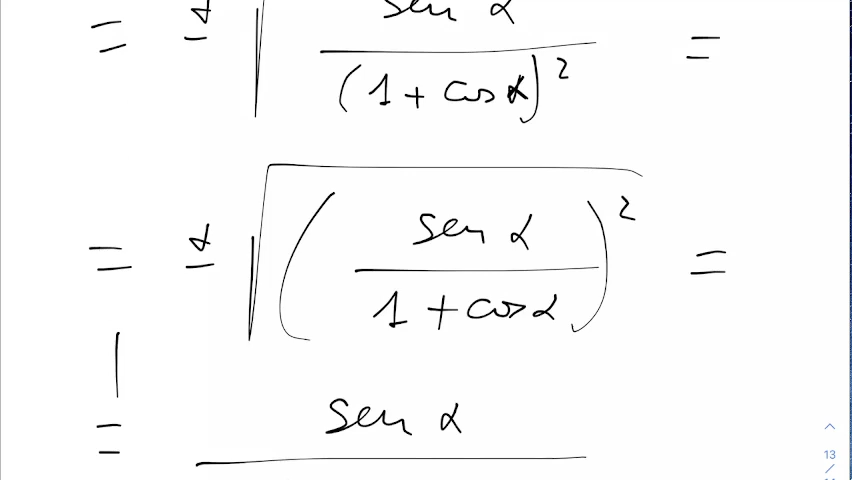 = ± √ sen α =
(1 + cos α)²
= ± √ ( sen α / 1 + cos α )² =
= sen α
13